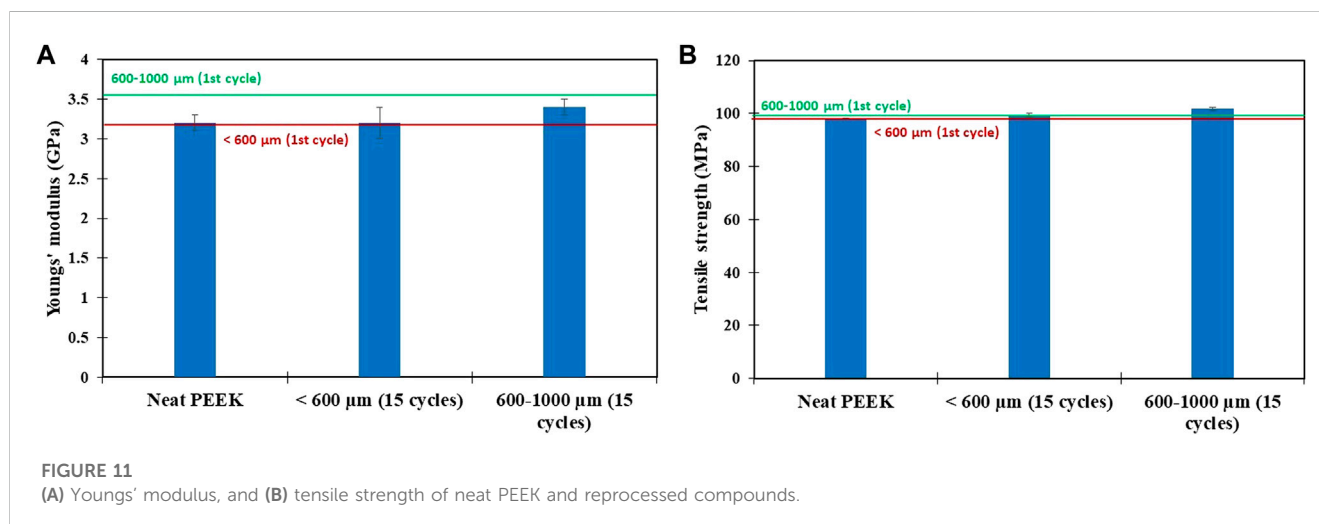 A
Youngs' modulus (GPa)
4
3.5
3
2.5
2
1.5
1
0.5
0
600-1000 µm (1st cycle)
< 600 µm (1st cycle)
Neat PEEK
< 600 µm (15 cycles)
600-1000 µm (15
cycles)
B
Tensile strength (MPa)
120
100
80
60
40
20
0
600-1000 µm (1st cycle)
< 600 µm (1st cycle)
Neat PEEK
< 600 µm (15 cycles)
600-1000 µm (15
cycles)
FIGURE 11
(A) Youngs' modulus, and (B) tensile strength of neat PEEK and reprocessed compounds.